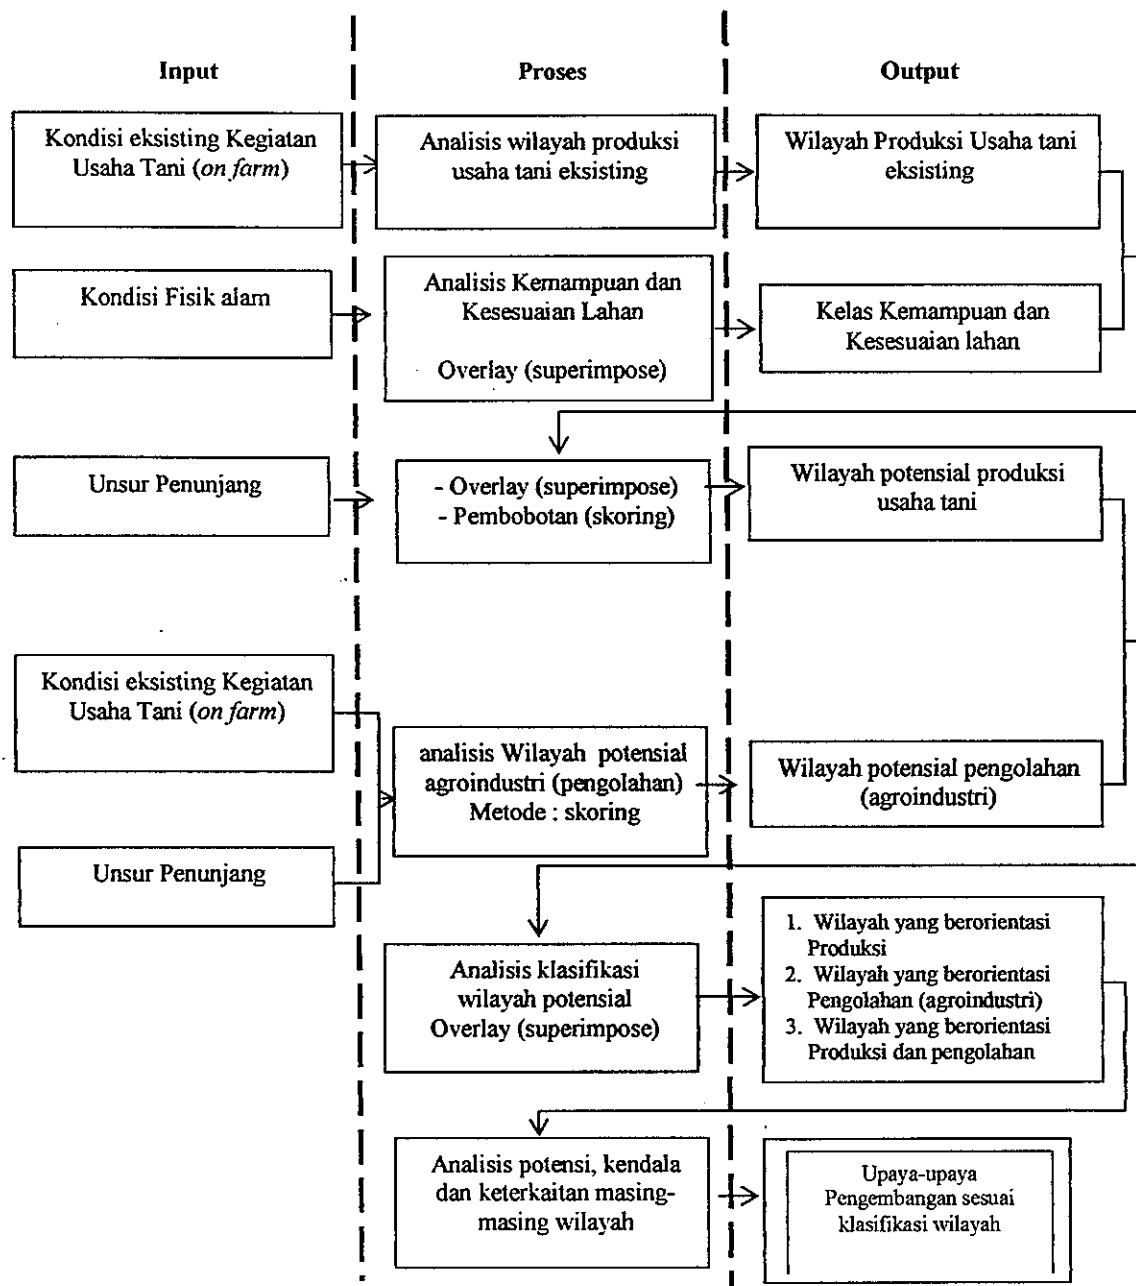 Input
Proses
Output
Kondisi eksisting Kegiatan
Usaha Tani (on farm)
Analisis wilayah produksi
usaha tani eksisting
Wilayah Produksi Usaha tani
eksisting
Kondisi Fisik alam
Analisis Kemampuan dan
Kesesuaian Lahan
Overlay (superimpose)
Kelas Kemampuan dan
Kesesuaian lahan
Unsur Penunjang
- Overlay (superimpose)
- Pembobotan (skoring)
Wilayah potensial produksi
usaha tani
Kondisi eksisting Kegiatan
Usaha Tani (on farm)
Unsur Penunjang
analisis Wilayah potensial
agroindustri (pengolahan)
Metode : skoring
Wilayah potensial pengolahan
(agroindustri)
Analisis klasifikasi
wilayah potensial
Overlay (superimpose)
1. Wilayah yang berorientasi
Produksi
2. Wilayah yang berorientasi
Pengolahan (agroindustri)
3. Wilayah yang berorientasi
Produksi dan pengolahan
Analisis potensi, kendala
dan keterkaitan masing-
masing wilayah
Upaya-upaya
Pengembangan sesuai
klasifikasi wilayah